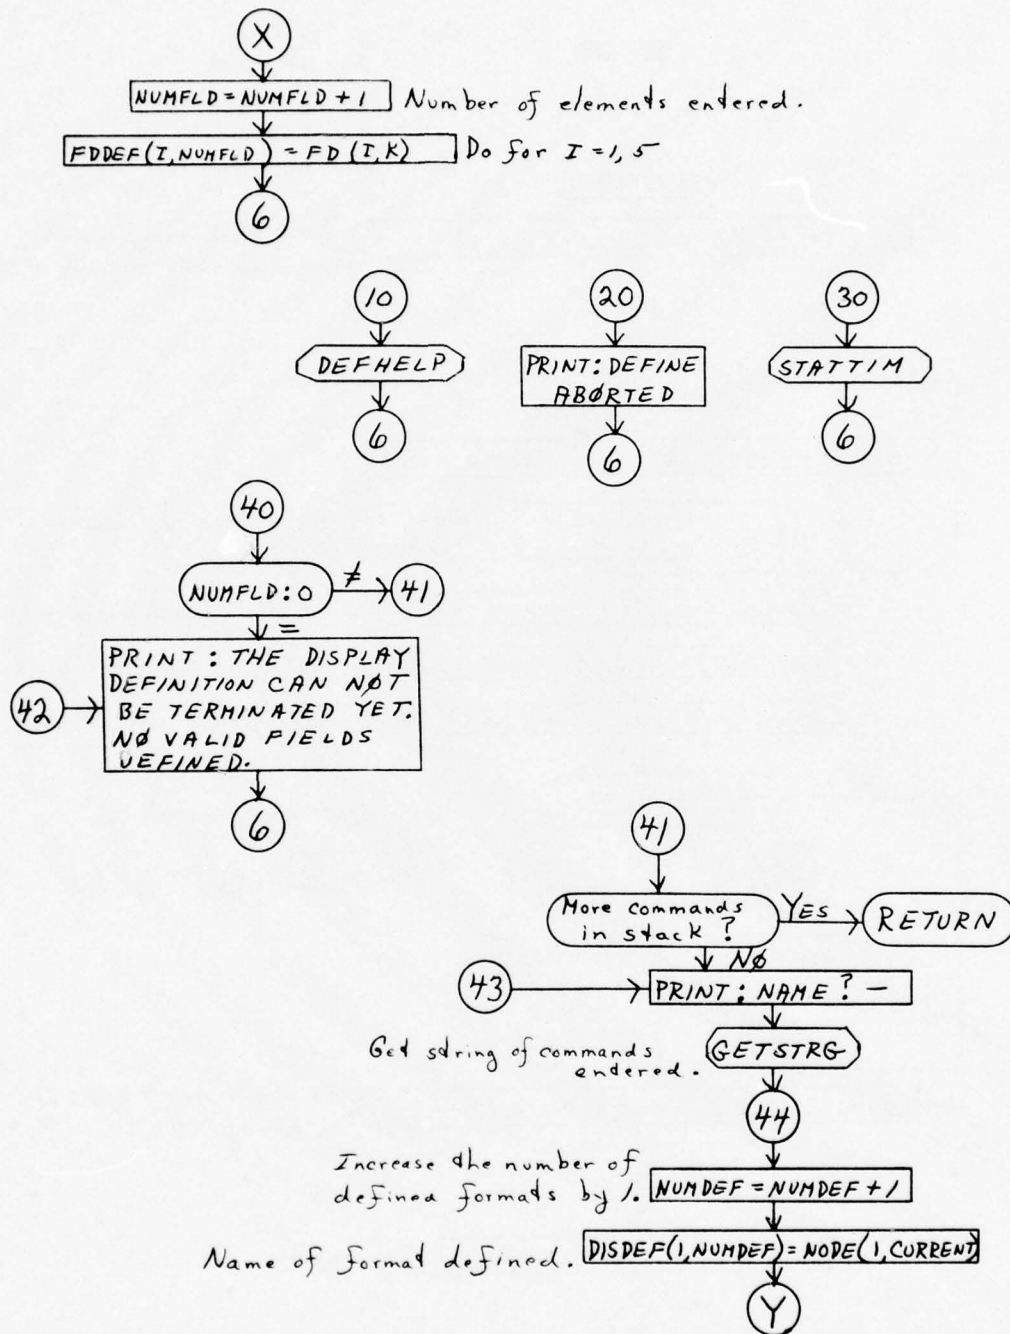 X
NUMFLD = NUMFLD + 1 Number of elements entered.
FDDEF(I,NUMFLD) = FD(I,K) Do for I = 1, 5
6
10
DEFHELP
6
20
PRINT: DEFINE
ABØRTED
6
30
STATTIM
6
40
NUMFLD: 0 ≠ 41
=
42
PRINT: THE DISPLAY
DEFINITION CAN NØT
BE TERMINATED YET.
NØ VALID FIELDS
DEFINED.
6
41
More commands
in stack?
YES
RETURN
NØ
43
PRINT: NAME? –
Get string of commands
entered.
GETSTRG
44
Increase the number of
defined formats by 1.
NUMDEF = NUMDEF + 1
Name of format defined.
DISDEF(1,NUMDEF) = NODE(1,CURRENT)
Y